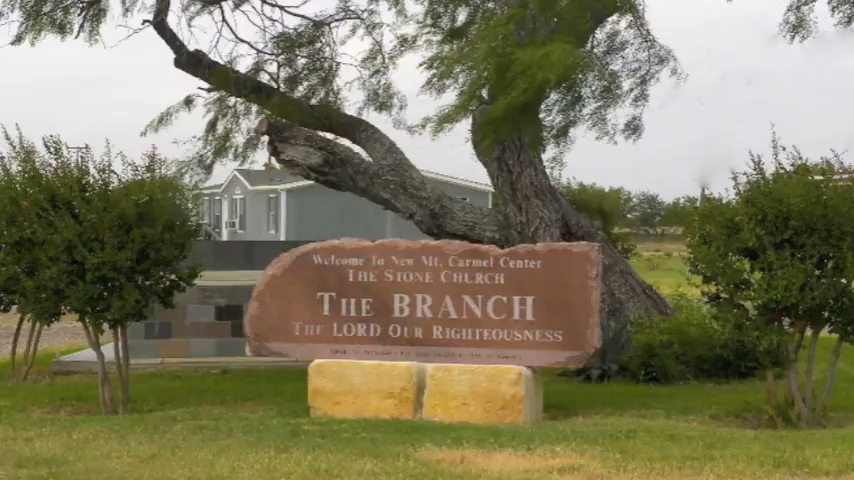 Welcome To New Mt. Carmel Center
THE STONE CHURCH
THE BRANCH
THE LORD OUR RIGHTEOUSNESS